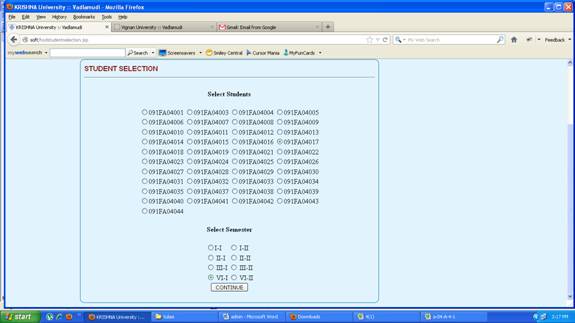 KRISHNA University :: Vadlamudi - Mozilla Firefox
File Edit View History Bookmarks Tools Help
KRISHNA University :: Vadlamudi Vignan University :: Vadlamudi Gmail: Email from Google
soft/hod/studentselection.jsp My Web Search Feedback
mywebsearch Search Screensavers Smiley Central Cursor Mania MyFunCards
STUDENT SELECTION
Select Students
091FA04001 091FA04003 091FA04004 091FA04005
091FA04006 091FA04007 091FA04008 091FA04009
091FA04010 091FA04011 091FA04012 091FA04013
091FA04014 091FA04015 091FA04016 091FA04017
091FA04018 091FA04019 091FA04021 091FA04022
091FA04023 091FA04024 091FA04025 091FA04026
091FA04027 091FA04028 091FA04029 091FA04030
091FA04031 091FA04032 091FA04033 091FA04034
091FA04035 091FA04037 091FA04038 091FA04039
091FA04040 091FA04041 091FA04042 091FA04043
091FA04044
Select Semester
I-I I-II
II-I II-II
III-I III-II
VI-I VI-II
CONTINUE
start KRISHNA University :... admin - Microsoft Word Downloads 4(1) 3:17 PM